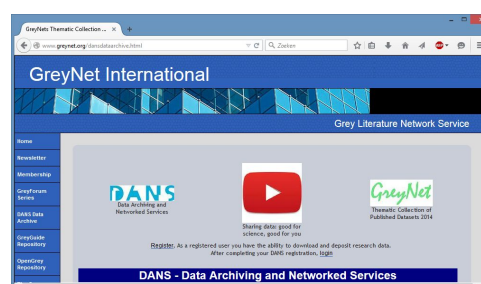 GreyNets Thematic Collection ...
www.greynet.org/dansdataarchive.html
Zoeken
GreyNet International
Grey Literature Network Service
Home
Newsletter
Membership
GreyForum
Series
DANS Data
Archive
GreyGuide
Repository
OpenGrey
Repository
DANS
Data Archiving and
Networked Services
Sharing data: good for
science, good for you
GreyNet
Thematic Collection of
Published Datasets 2014
Register, As a registered user you have the ability to download and deposit research data.
After completing your DANS registration, login
DANS - Data Archiving and Networked Services